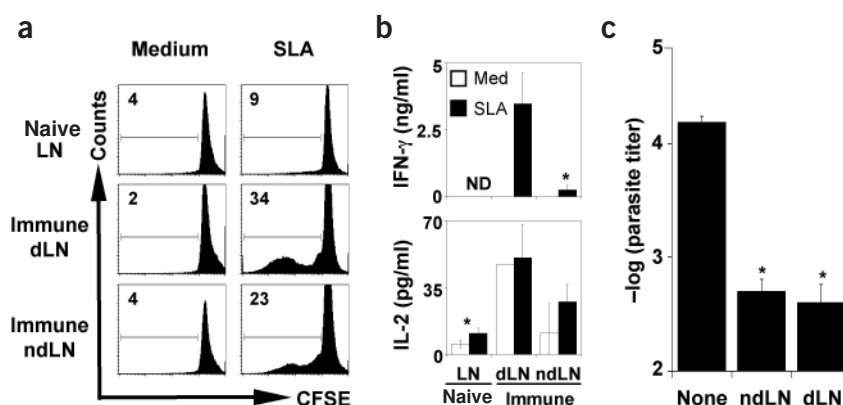 a
Medium SLA
Naive
LN
Counts
4
9
Immune
dLN
2
34
Immune
ndLN
4
23
CFSE
b
IFN-γ (ng/ml)
5
2.5
0
Med
SLA
ND
*
IL-2 (pg/ml)
70
35
0
*
LN dLN ndLN
Naive Immune
c
–log (parasite titer)
5
4
3
2
* *
None ndLN dLN